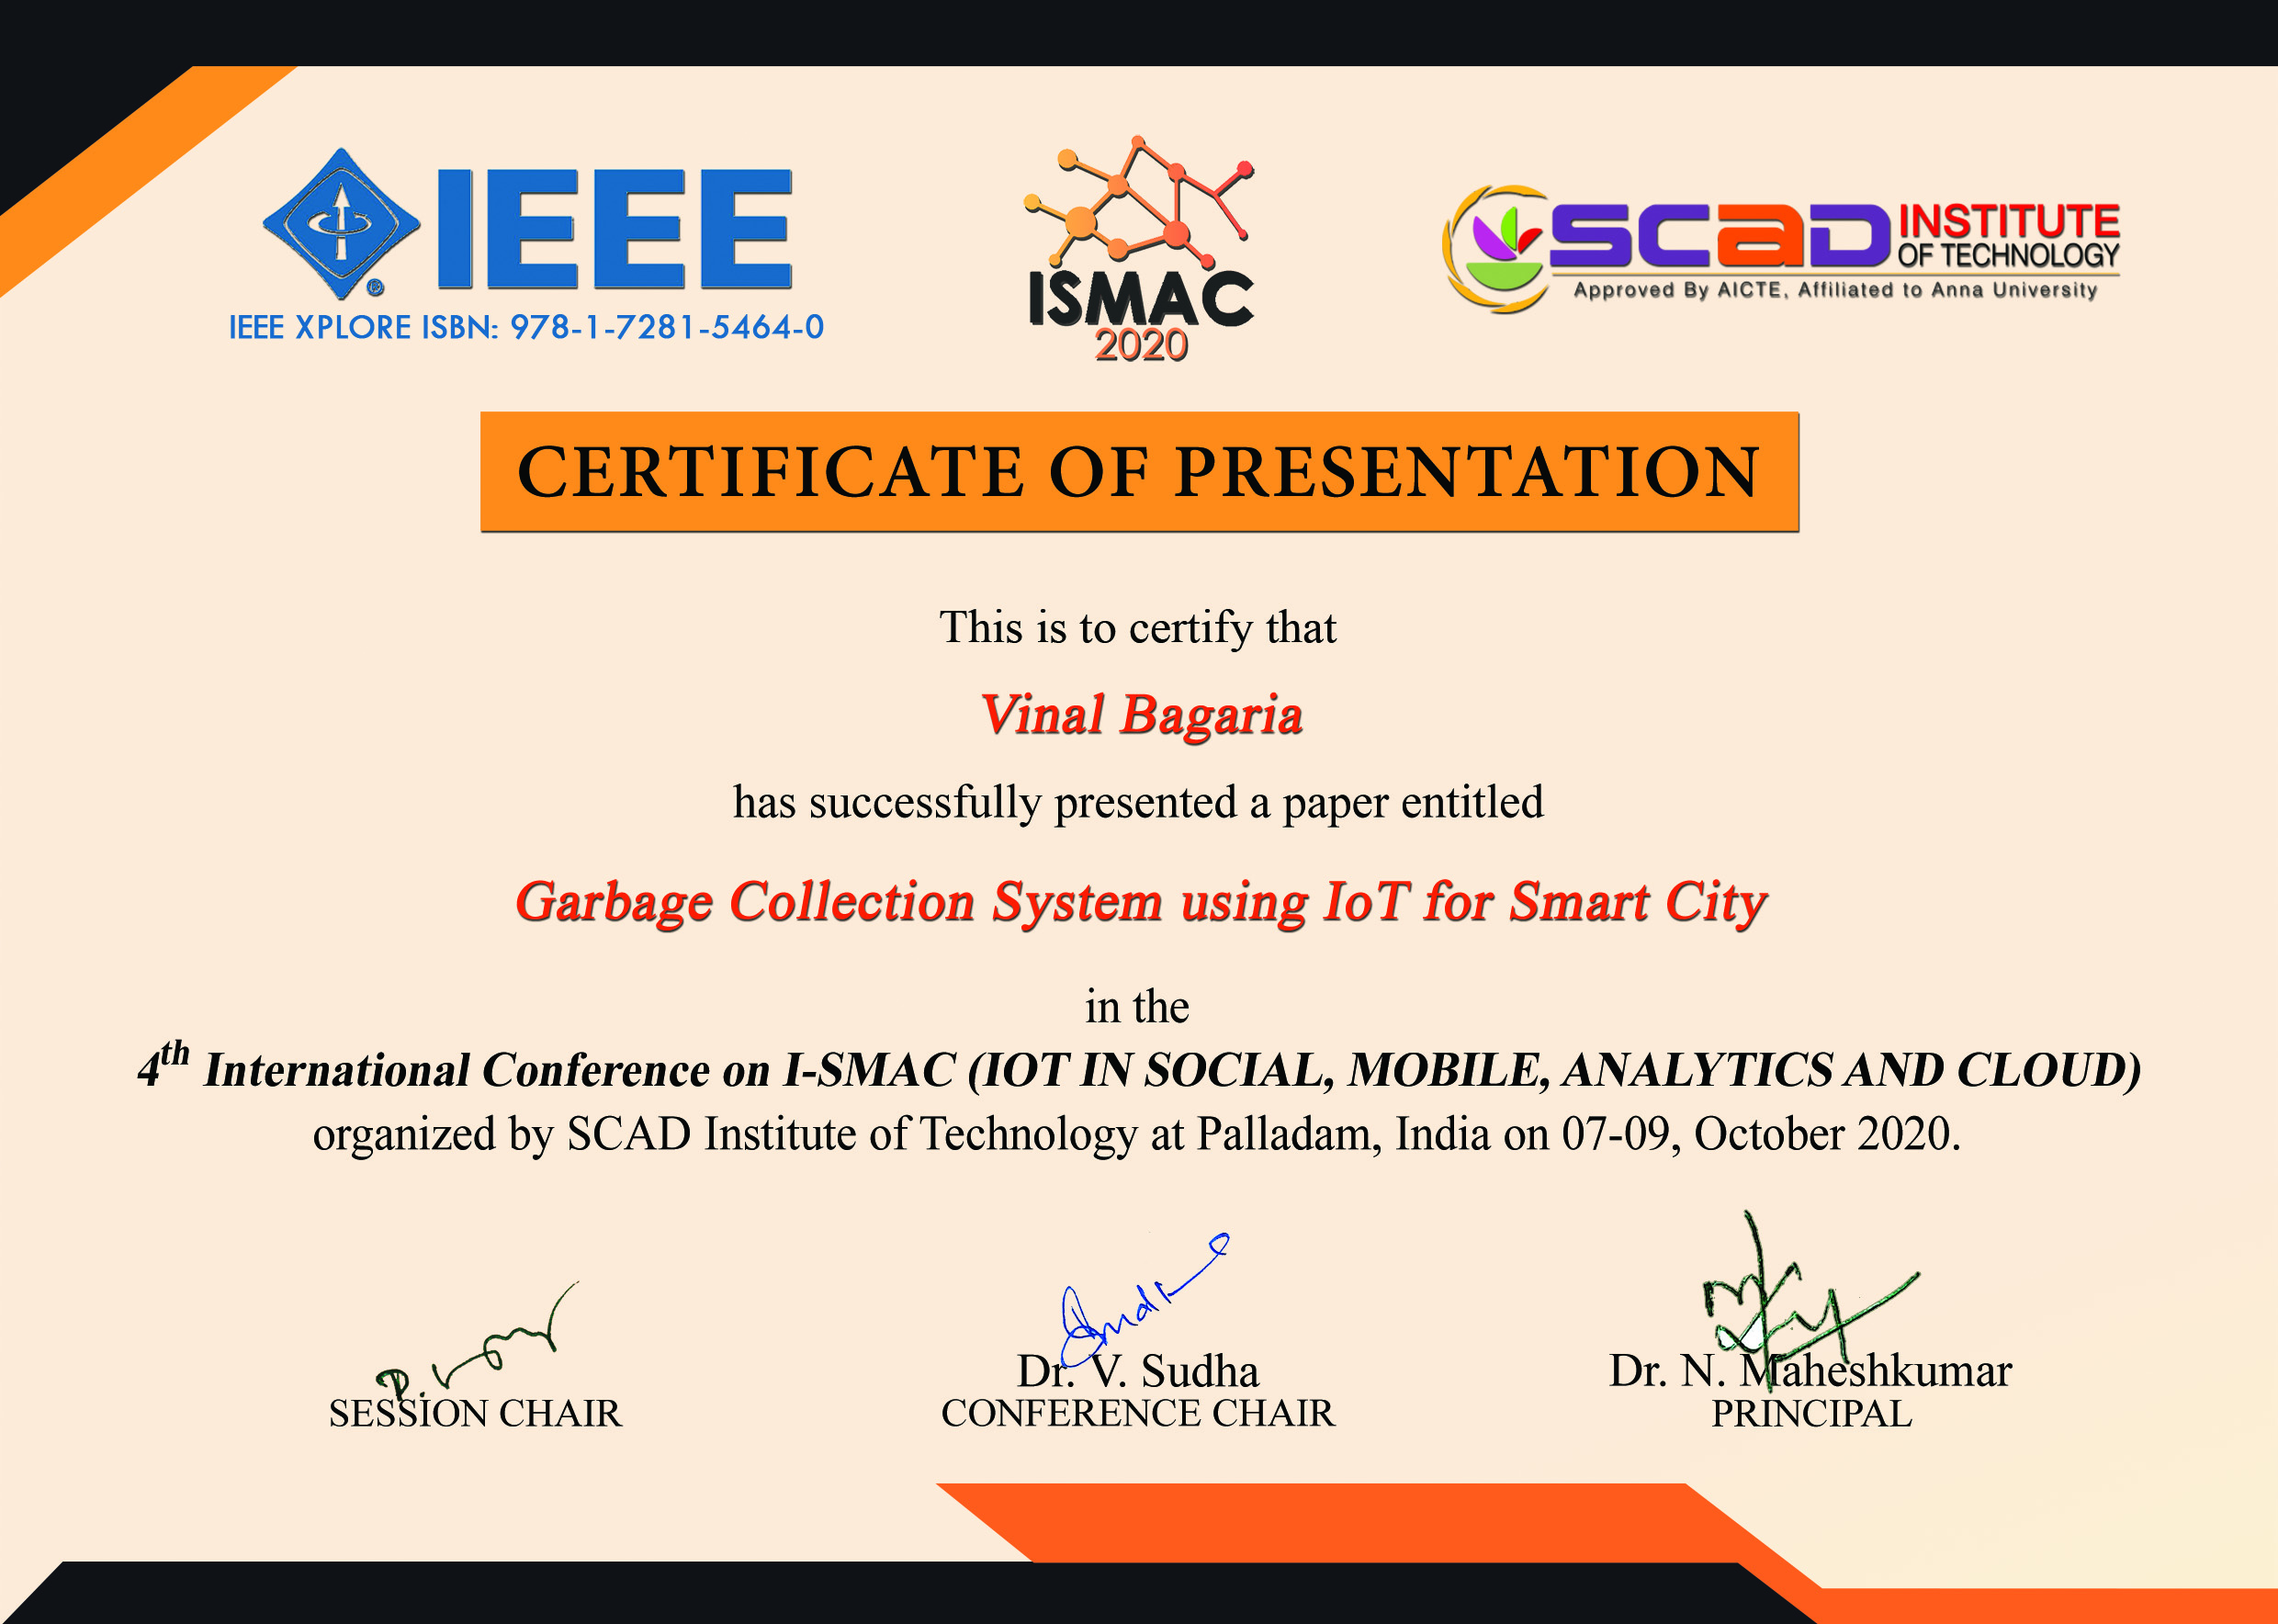 IEEE
IEEE XPLORE ISBN: 978-1-7281-5464-0
ISMAC
2020
SCAD INSTITUTE
OF TECHNOLOGY
Approved By AICTE, Affiliated to Anna University
CERTIFICATE OF PRESENTATION
This is to certify that
Vinal Bagaria
has successfully presented a paper entitled
Garbage Collection System using IoT for Smart City
in the
4th International Conference on I-SMAC (IOT IN SOCIAL, MOBILE, ANALYTICS AND CLOUD)
organized by SCAD Institute of Technology at Palladam, India on 07-09, October 2020.
SESSION CHAIR
Dr. V. Sudha
CONFERENCE CHAIR
Dr. N. Maheshkumar
PRINCIPAL